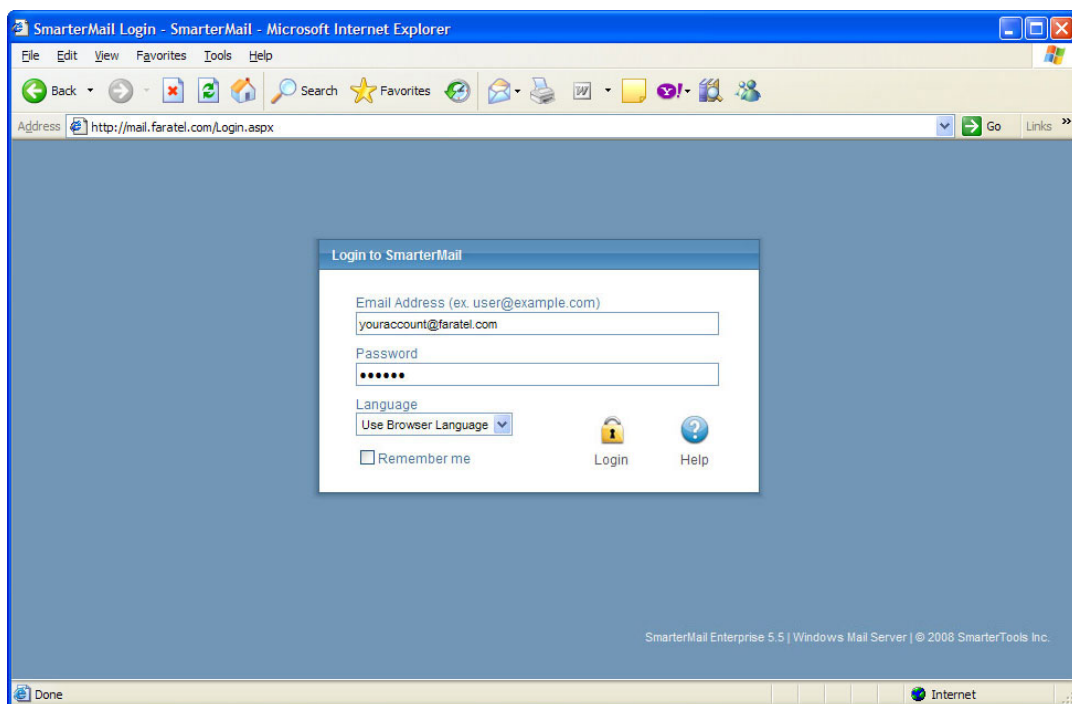 SmarterMail Login - SmarterMail - Microsoft Internet Explorer
File Edit View Favorites Tools Help
Back Search Favorites W Y!
Address http://mail.faratel.com/Login.aspx Go Links »
Login to SmarterMail
Email Address (ex. user@example.com)
youraccount@faratel.com
Password
••••••
Language
Use Browser Language
Remember me Login ? Help
SmarterMail Enterprise 5.5 | Windows Mail Server | © 2008 SmarterTools Inc.
Done Internet